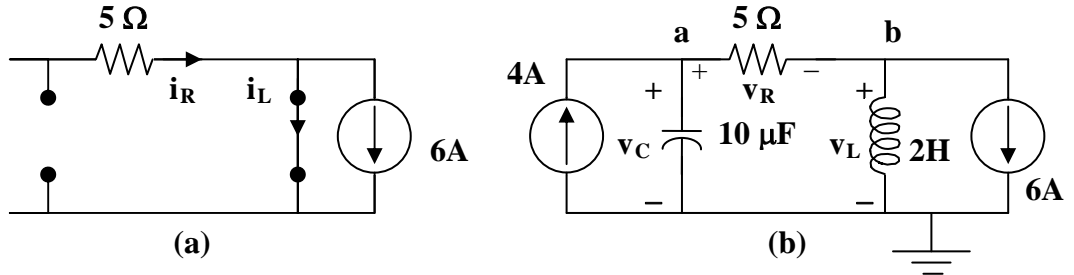 5 Ω
i_R
i_L
6A
(a)
5 Ω
a
b
4A
+
+
−
+
v_R
v_C
10 μF
v_L
2H
6A
−
−
(b)